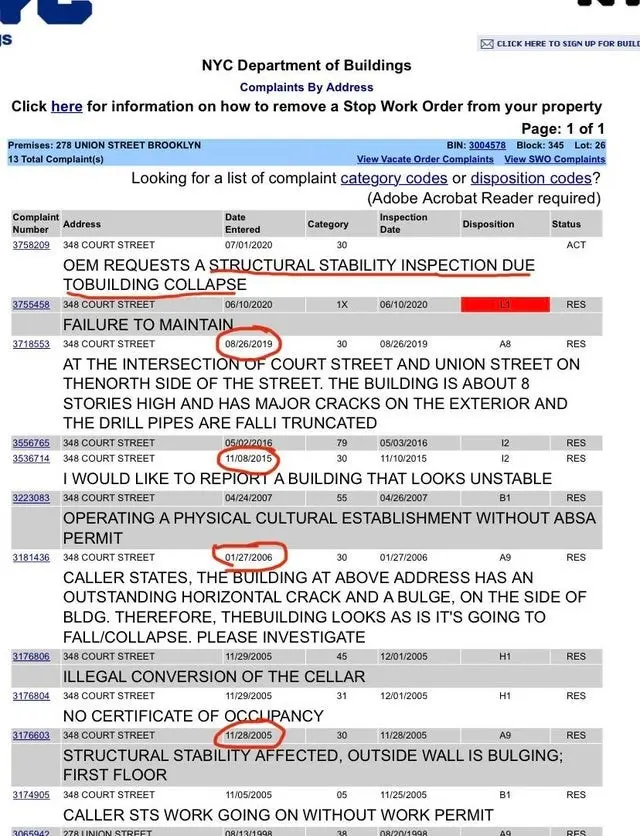 NYC
gs
CLICK HERE TO SIGN UP FOR BUILD
NYC Department of Buildings
Complaints By Address
Click here for information on how to remove a Stop Work Order from your property
Page: 1 of 1
Premises: 278 UNION STREET BROOKLYN BIN: 3004578 Block: 345 Lot: 26
13 Total Complaint(s) View Vacate Order Complaints View SWO Complaints
Looking for a list of complaint category codes or disposition codes?
(Adobe Acrobat Reader required)
Complaint Number Address Date Entered Category Inspection Date Disposition Status
3758209 348 COURT STREET 07/01/2020 30 ACT
OEM REQUESTS A STRUCTURAL STABILITY INSPECTION DUE
TOBUILDING COLLAPSE
3755458 348 COURT STREET 06/10/2020 1X 06/10/2020 L1 RES
FAILURE TO MAINTAIN
3718553 348 COURT STREET 08/26/2019 30 08/26/2019 A8 RES
AT THE INTERSECTION OF COURT STREET AND UNION STREET ON
THENORTH SIDE OF THE STREET. THE BUILDING IS ABOUT 8
STORIES HIGH AND HAS MAJOR CRACKS ON THE EXTERIOR AND
THE DRILL PIPES ARE FALLI TRUNCATED
3556765 348 COURT STREET 05/02/2016 79 05/03/2016 I2 RES
3536714 348 COURT STREET 11/08/2015 30 11/10/2015 I2 RES
I WOULD LIKE TO REPIORT A BUILDING THAT LOOKS UNSTABLE
3223083 348 COURT STREET 04/24/2007 55 04/26/2007 B1 RES
OPERATING A PHYSICAL CULTURAL ESTABLISHMENT WITHOUT ABSA
PERMIT
3181436 348 COURT STREET 01/27/2006 30 01/27/2006 A9 RES
CALLER STATES, THE BUILDING AT ABOVE ADDRESS HAS AN
OUTSTANDING HORIZONTAL CRACK AND A BULGE, ON THE SIDE OF
BLDG. THEREFORE, THEBUILDING LOOKS AS IS IT'S GOING TO
FALL/COLLAPSE. PLEASE INVESTIGATE
3176806 348 COURT STREET 11/29/2005 45 12/01/2005 H1 RES
ILLEGAL CONVERSION OF THE CELLAR
3176804 348 COURT STREET 11/29/2005 31 12/01/2005 H1 RES
NO CERTIFICATE OF OCCUPANCY
3176603 348 COURT STREET 11/28/2005 30 11/28/2005 A9 RES
STRUCTURAL STABILITY AFFECTED, OUTSIDE WALL IS BULGING;
FIRST FLOOR
3174905 348 COURT STREET 11/05/2005 05 11/25/2005 B1 RES
CALLER STS WORK GOING ON WITHOUT WORK PERMIT
3065942 278 UNION STREET 08/13/1998 38 08/20/1998 A9 RES